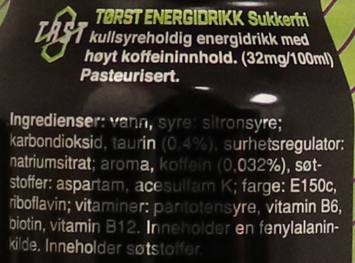 TØRST ENERGIDRIKK Sukkerfri
TØRST kullsyreholdig energidrikk med
høyt koffeininnhold. (32mg/100ml)
Pasteurisert.
Ingredienser: vann, syre: sitronsyre;
karbondioksid, taurin (0,4%), surhetsregulator:
natriumsitrat; aroma, koffein (0,032%), søt-
stoffer: aspartam, acesulfam K; farge: E150c,
riboflavin; vitaminer: pantotensyre, vitamin B6,
biotin, vitamin B12. Inneholder en fenylalanin-
kilde. Inneholder søtstoffer.